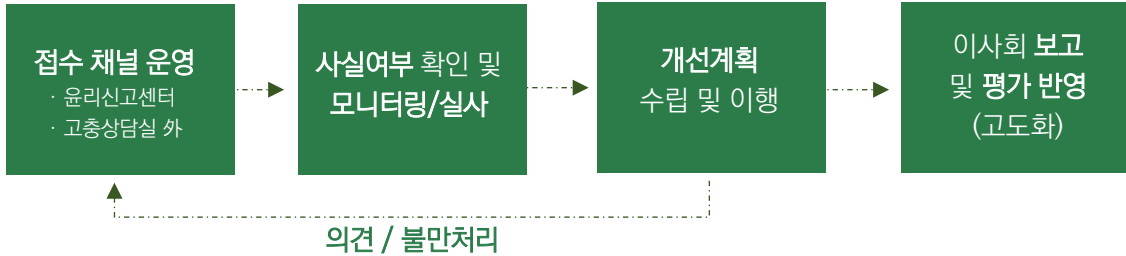 접수 채널 운영
· 윤리신고센터
· 고충상담실 外
사실여부 확인 및
모니터링/실사
개선계획
수립 및 이행
이사회 보고
및 평가 반영
(고도화)
의견 / 불만처리